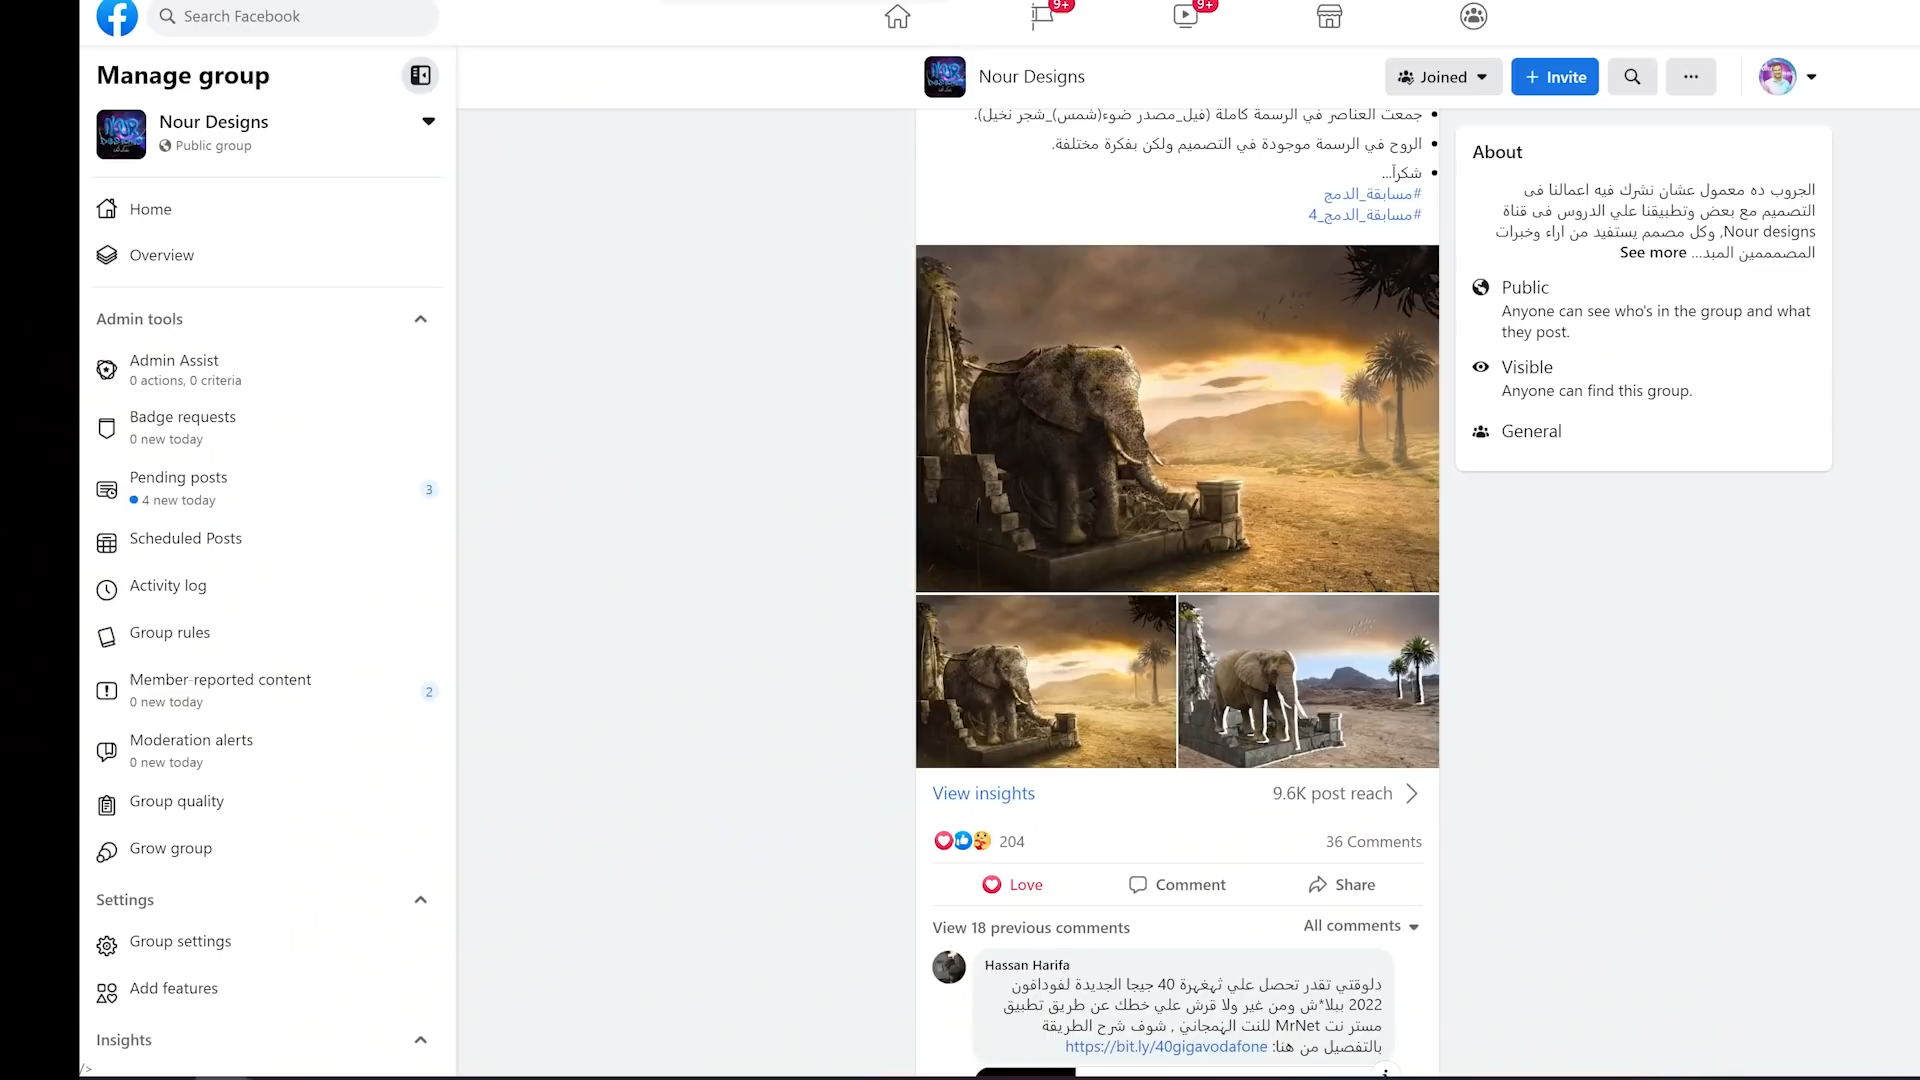 Search Facebook
9+
9+
Manage group
Nour Designs
Public group
Home
Overview
Admin tools
Admin Assist
0 actions, 0 criteria
Badge requests
0 new today
Pending posts
4 new today
3
Scheduled Posts
Activity log
Group rules
Member-reported content
0 new today
2
Moderation alerts
0 new today
Group quality
Grow group
Settings
Group settings
Add features
Insights
/>
Nour Designs
Joined
+ Invite
جمعت العناصر في الرسمة كاملة (فيل_مصدر ضوء(شمس)_شجر نخيل).
الروح في الرسمة موجودة في التصميم ولكن بفكرة مختلفة.
شكراً...
#مسابقة_الدمج
#مسابقة_الدمج_4
View insights
9.6K post reach
204
36 Comments
Love
Comment
Share
View 18 previous comments
All comments
Hassan Harifa
دلوقتي تقدر تحصل علي 40 جيجا الجديدة لفودافون
2022 ببلا*ش ومن غير ولا قرش علي خطك عن طريق تطبيق
مستر نت MrNet للنت , شوف شرح الطريقة
بالتفصيل من هنا: https://bit.ly/40gigavodafone
About
الجروب ده معمول عشان نشرك فيه اعمالنا فى
التصميم مع بعض وتطبيقنا علي الدروس فى قناة
Nour designs, وكل مصمم يستفيد من اراء وخبرات
المصمممين المبد... See more
Public
Anyone can see who's in the group and what
they post.
Visible
Anyone can find this group.
General